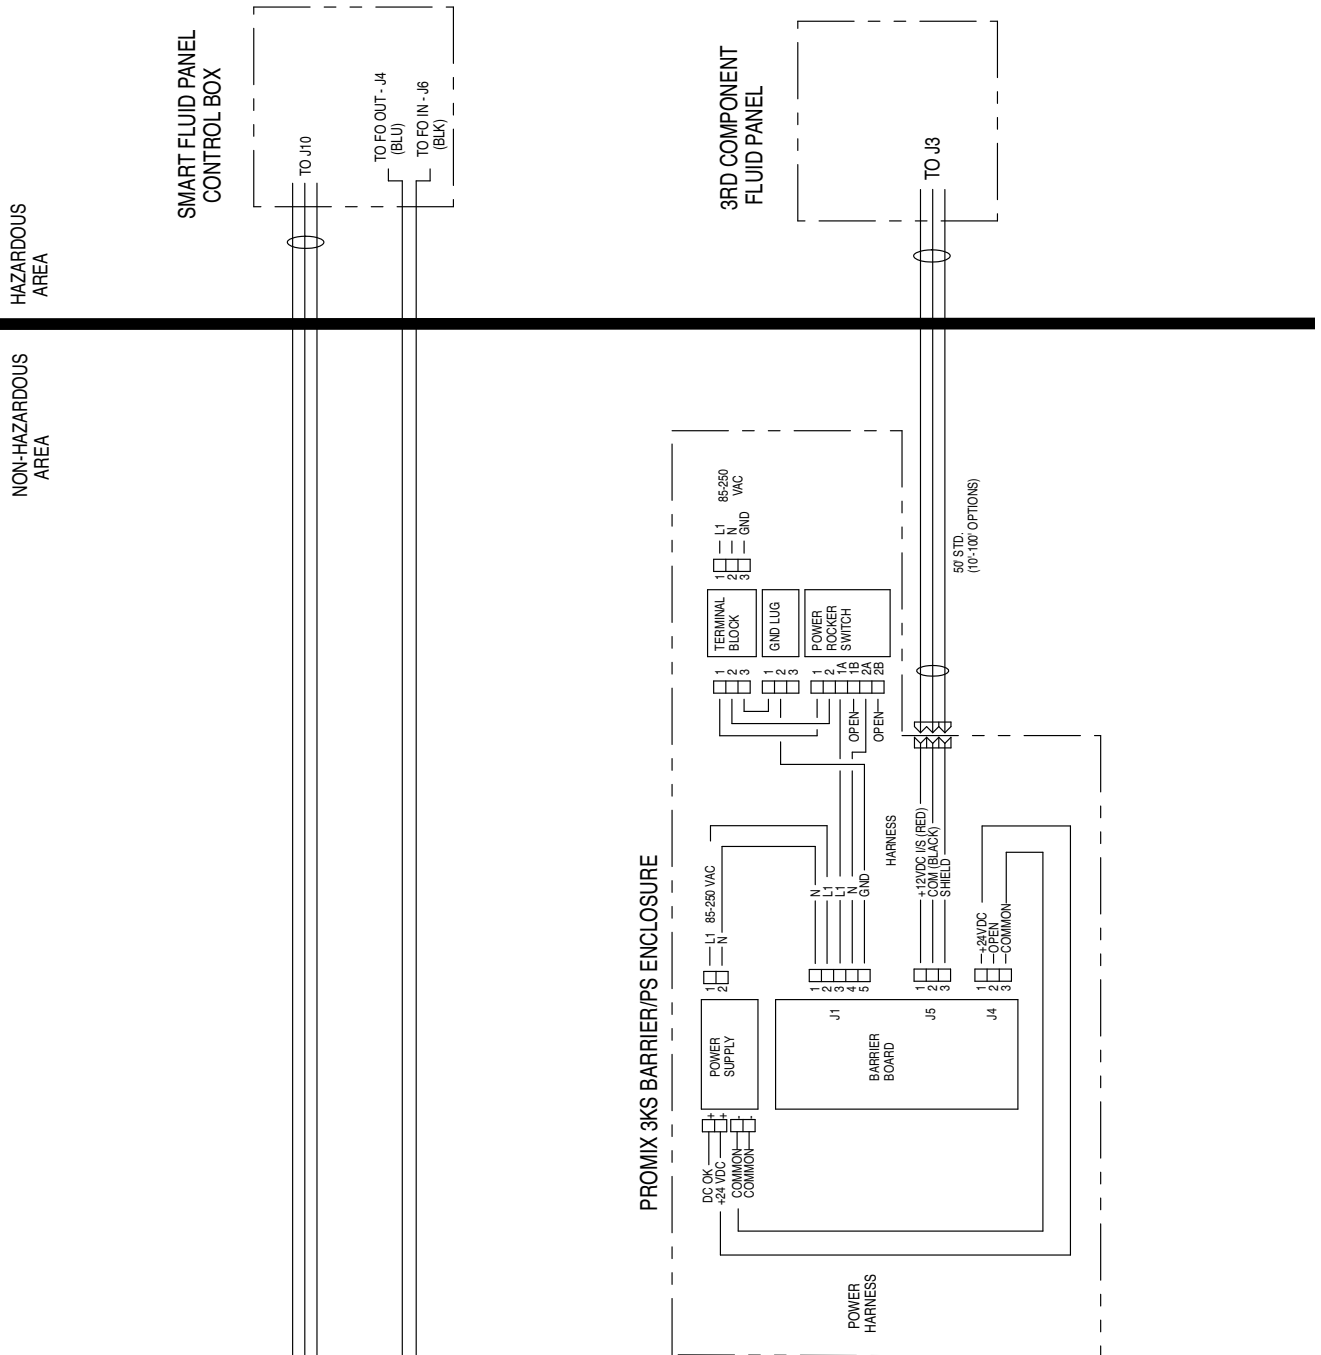 HAZARDOUS
AREA
NON-HAZARDOUS
AREA
SMART FLUID PANEL
CONTROL BOX
TO J10
TO FO OUT - J4
(BLU)
TO FO IN - J6
(BLK)
3RD COMPONENT
FLUID PANEL
TO J3
50' STD.
(10'-100' OPTIONS)
PROMIX 3KS BARRIER/PS ENCLOSURE
85-250
VAC
L1
N
GND
1
2
3
TERMINAL
BLOCK
GND LUG
POWER
ROCKER
SWITCH
1
2
3
1
2
3
1
2
1A
1B
2A
2B
OPEN
OPEN
HARNESS
L1 85-250 VAC
N
1
2
POWER
SUPPLY
+
+
-
-
DC OK
+24 VDC
COMMON
COMMON
N
L1
L1
N
GND
1
2
3
4
5
J1
+12VDC I/S (RED)
COM (BLACK)
SHIELD
1
2
3
J5
+24VDC
OPEN
COMMON
1
2
3
J4
BARRIER
BOARD
POWER
HARNESS